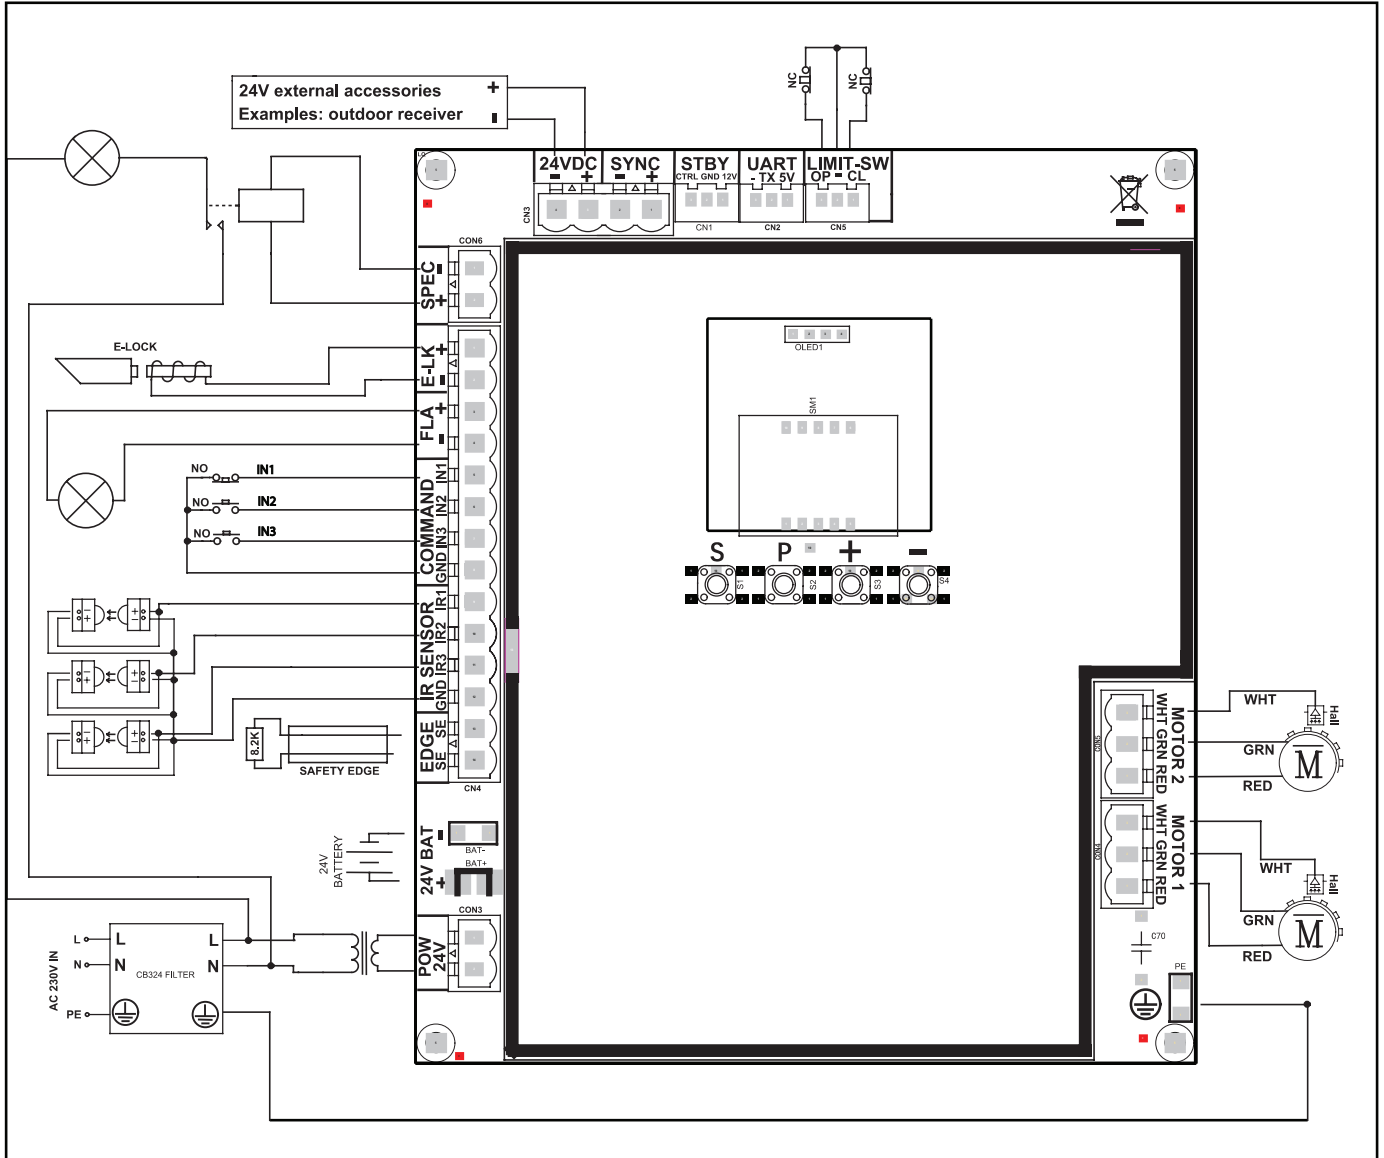 24V external accessories +
Examples: outdoor receiver -
NC
NC
LO
24VDC
- +
SYNC
- +
STBY
CTRL GND 12V
UART
- TX 5V
LIMIT-SW
OP - CL
CN3
CN1
CN2
CN5
CON6
SPEC
-
+
E-LOCK
E-LK
+
-
FLA
+
-
NO IN1
NO IN2
NO IN3
COMMAND
IN1
IN2
IN3
GND
IR SENSOR
IR1
IR2
IR3
GND
EDGE
SE
SE
8.2K
SAFETY EDGE
CN4
OLED1
SM1
S P + -
S1
S2
S3
S4
24V
BATTERY
24V BAT
-
+
BAT-
BAT+
CON3
POW
24V
AC 230V IN
L
N
PE
L L
N N
CB324 FILTER
MOTOR 2
WHT GRN RED
CON5
WHT
GRN
RED
Hall
M
MOTOR 1
WHT GRN RED
CON4
WHT
GRN
RED
Hall
M
C70
PE